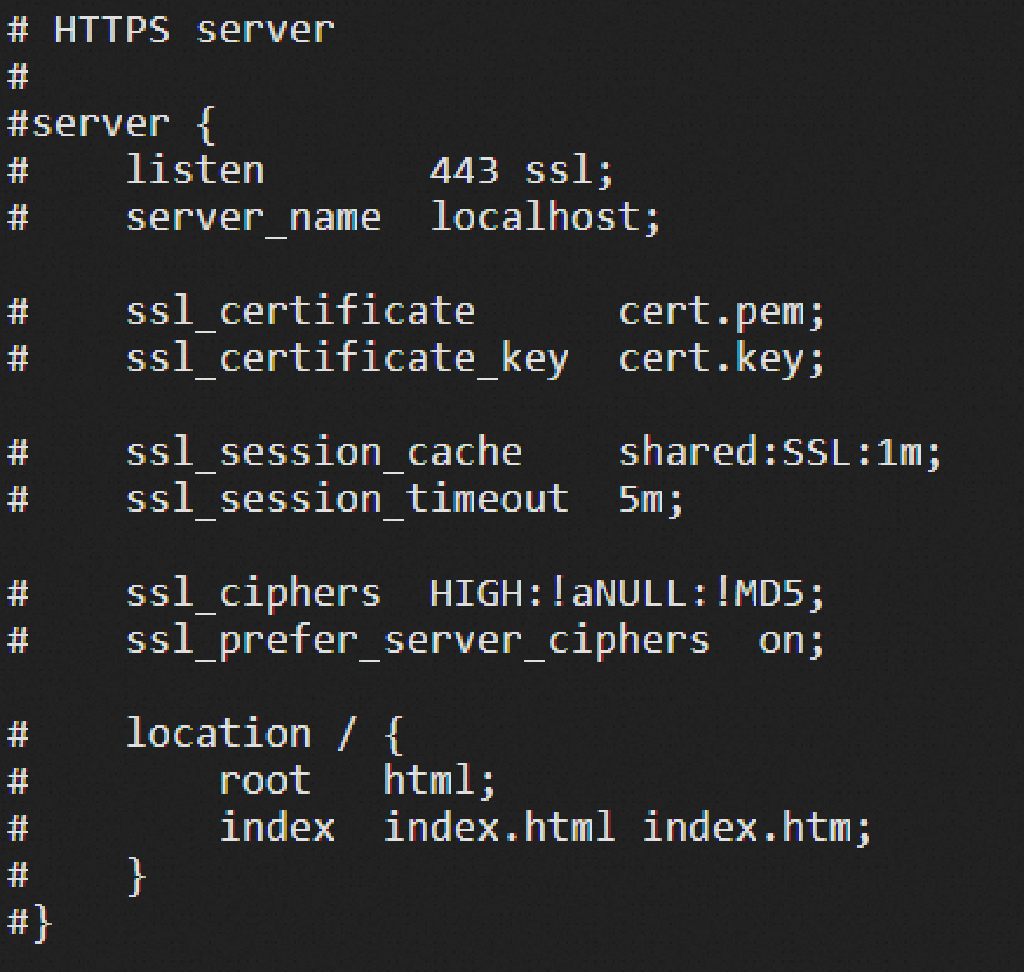 # HTTPS server
#
#server {
#    listen       443 ssl;
#    server_name  localhost;

#    ssl_certificate      cert.pem;
#    ssl_certificate_key  cert.key;

#    ssl_session_cache    shared:SSL:1m;
#    ssl_session_timeout  5m;

#    ssl_ciphers  HIGH:!aNULL:!MD5;
#    ssl_prefer_server_ciphers  on;

#    location / {
#        root   html;
#        index  index.html index.htm;
#    }
#}